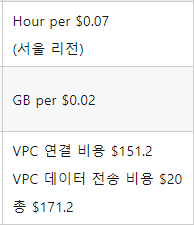 Hour per $0.07
(서울 리전)
GB per $0.02
VPC 연결 비용 $151.2
VPC 데이터 전송 비용 $20
총 $171.2